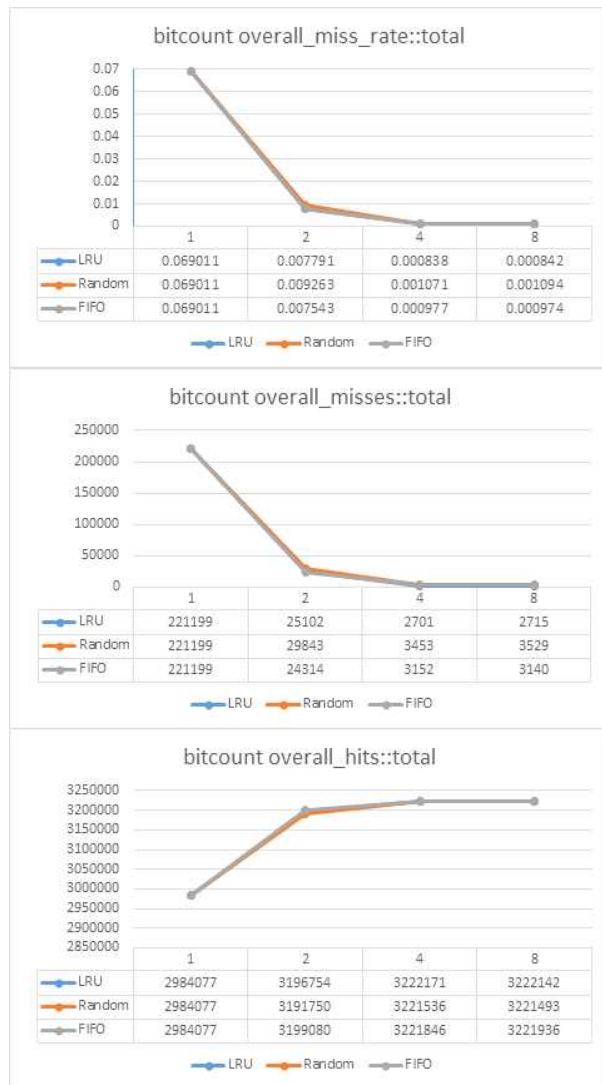 bitcount overall_miss_rate::total
0.07
0.06
0.05
0.04
0.03
0.02
0.01
0
1 2 4 8
LRU 0.069011 0.007791 0.000838 0.000842
Random 0.069011 0.009263 0.001071 0.001094
FIFO 0.069011 0.007543 0.000977 0.000974
LRU Random FIFO
bitcount overall_misses::total
250000
200000
150000
100000
50000
0
1 2 4 8
LRU 221199 25102 2701 2715
Random 221199 29843 3453 3529
FIFO 221199 24314 3152 3140
LRU Random FIFO
bitcount overall_hits::total
3250000
3200000
3150000
3100000
3050000
3000000
2950000
2900000
2850000
1 2 4 8
LRU 2984077 3196754 3222171 3222142
Random 2984077 3191750 3221536 3221493
FIFO 2984077 3199080 3221846 3221936
LRU Random FIFO